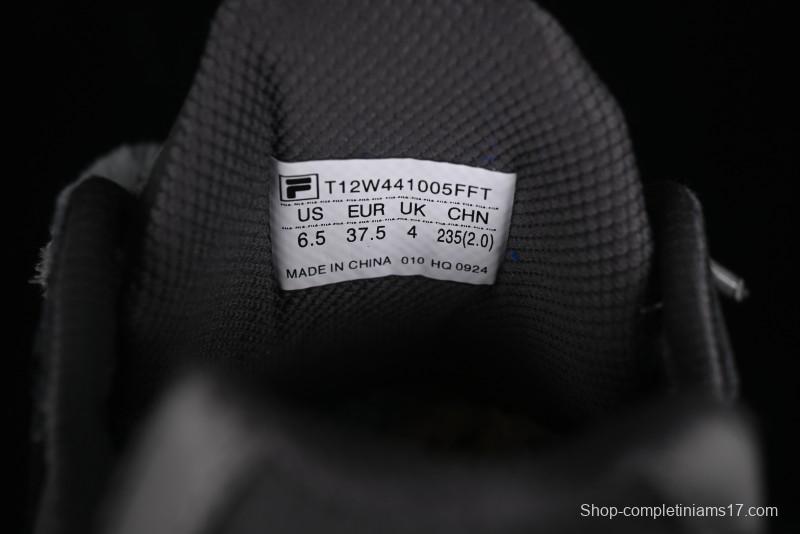 F T12W441005FFT
US EUR UK CHN
6.5 37.5 4 235(2.0)
MADE IN CHINA 010 HQ 0924
Shop-completiniams17.com